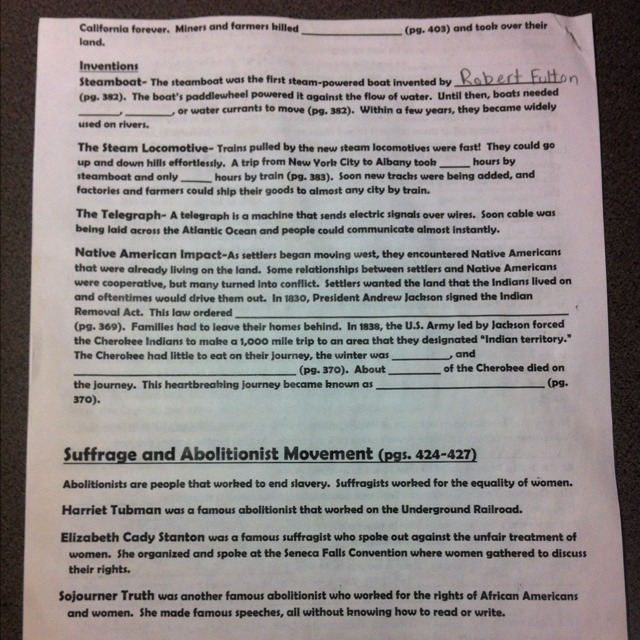 California forever. Miners and farmers killed ____________ (pg. 403) and took over their
land.
Inventions
Steamboat- The steamboat was the first steam-powered boat invented by Robert Fulton
(pg. 382). The boat's paddlewheel powered it against the flow of water. Until then, boats needed
______, ______, or water currants to move (pg. 382). Within a few years, they became widely
used on rivers.
The Steam Locomotive- Trains pulled by the new steam locomotives were fast! They could go
up and down hills effortlessly. A trip from New York City to Albany took _____ hours by
steamboat and only _____ hours by train (pg. 383). Soon new tracks were being added, and
factories and farmers could ship their goods to almost any city by train.
The Telegraph- A telegraph is a machine that sends electric signals over wires. Soon cable was
being laid across the Atlantic Ocean and people could communicate almost instantly.
Native American Impact-As settlers began moving west, they encountered Native Americans
that were already living on the land. Some relationships between settlers and Native Americans
were cooperative, but many turned into conflict. Settlers wanted the land that the Indians lived on
and oftentimes would drive them out. In 1830, President Andrew Jackson signed the Indian
Removal Act. This law ordered ____________________
(pg. 369). Families had to leave their homes behind. In 1838, the U.S. Army led by Jackson forced
the Cherokee Indians to make a 1,000 mile trip to an area that they designated "Indian territory."
The Cherokee had little to eat on their journey, the winter was ________, and
____________________ (pg. 370). About ________ of the Cherokee died on
the journey. This heartbreaking journey became known as ____________________ (pg.
370).
Suffrage and Abolitionist Movement (pgs. 424-427)
Abolitionists are people that worked to end slavery. Suffragists worked for the equality of women.
Harriet Tubman was a famous abolitionist that worked on the Underground Railroad.
Elizabeth Cady Stanton was a famous suffragist who spoke out against the unfair treatment of
women. She organized and spoke at the Seneca Falls Convention where women gathered to discuss
their rights.
Sojourner Truth was another famous abolitionist who worked for the rights of African Americans
and women. She made famous speeches, all without knowing how to read or write.